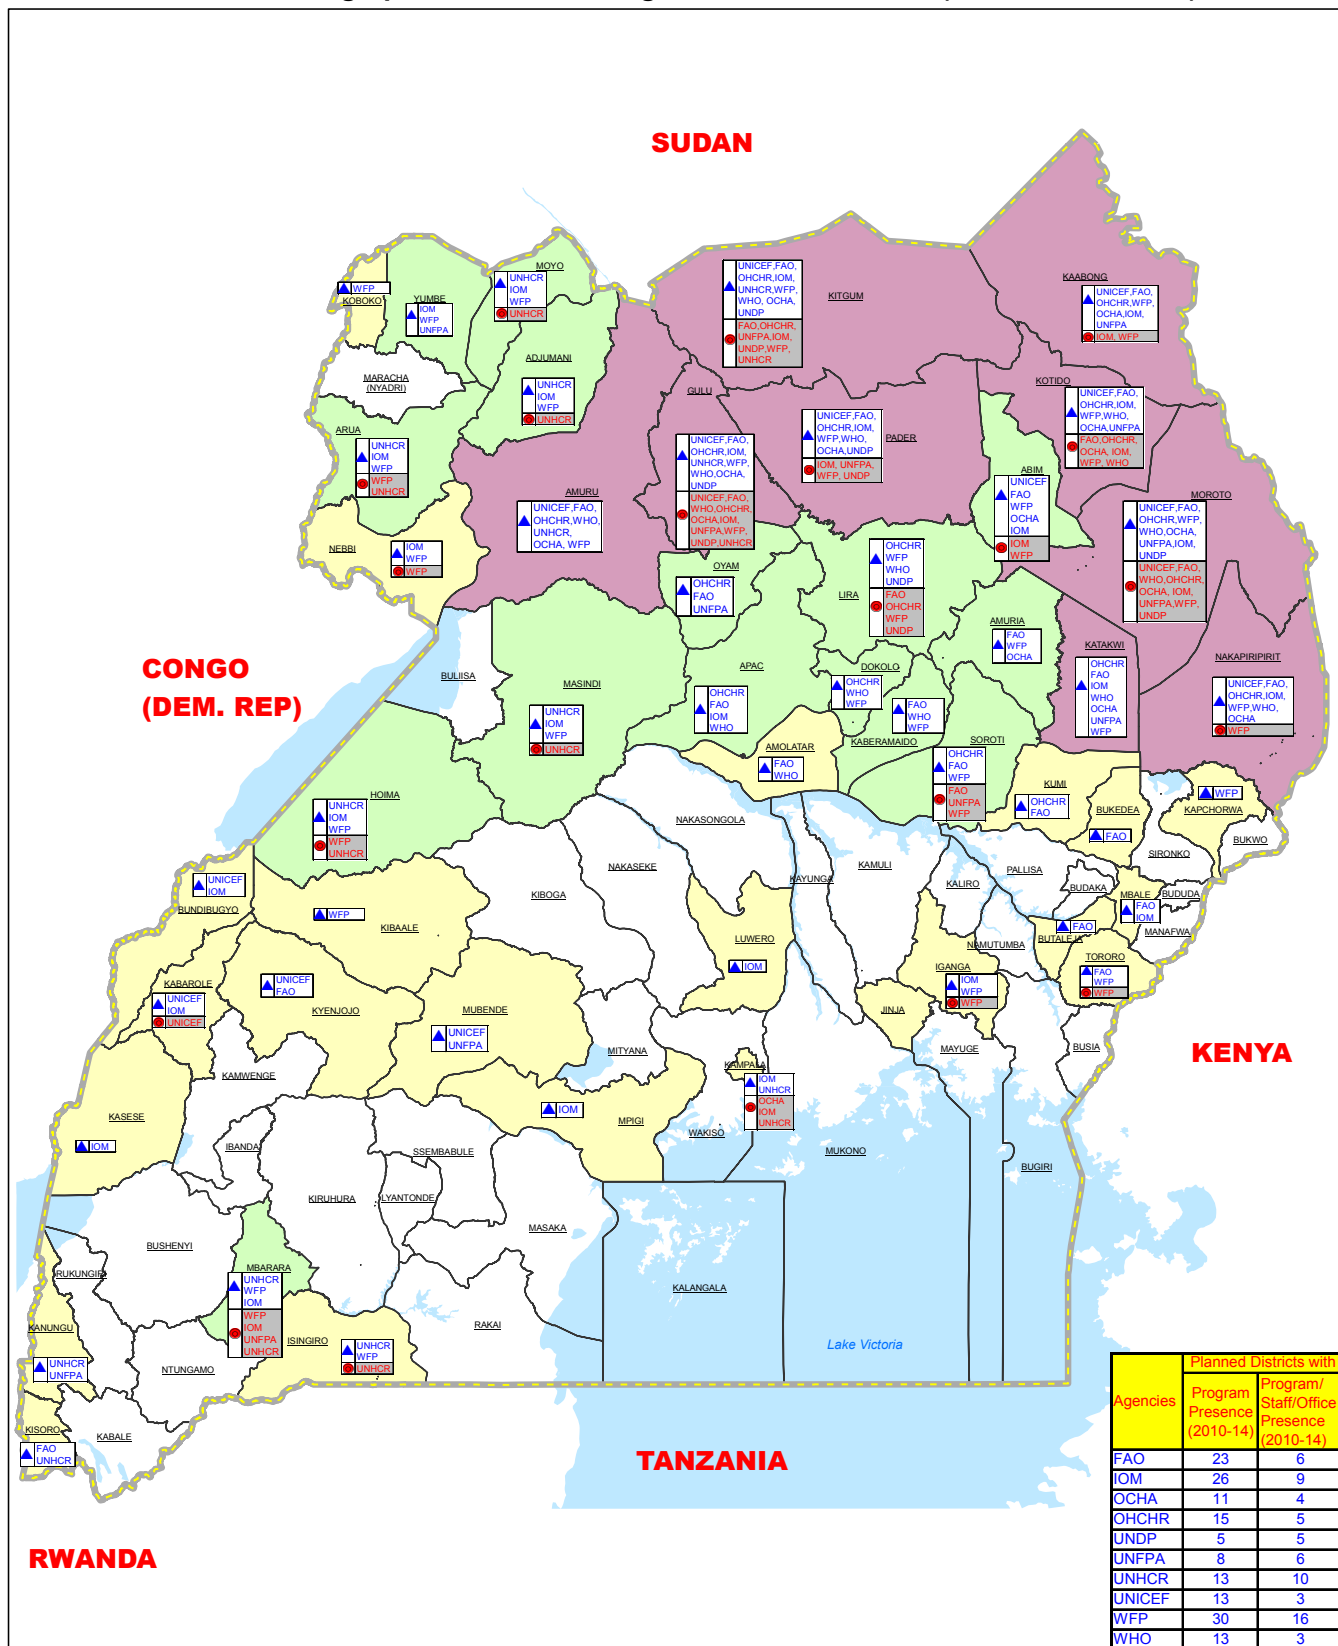 SUDAN
MOYO
UNHCR
IOM
WFP
UNHCR
WFP
KOBOKO
YUMBE
IOM
WFP
UNFPA
UNICEF,FAO,
OHCHR,IOM,
UNHCR,WFP,
WHO, OCHA,
UNDP
FAO,OHCHR,
UNFPA,IOM,
UNDP,WFP,
UNHCR
KITGUM
KAABONG
UNICEF,FAO,
OHCHR,WFP,
OCHA,IOM,
UNFPA
IOM, WFP
MARACHA
(NYADRI)
ADJUMANI
UNHCR
IOM
WFP
UNHCR
GULU
UNICEF,FAO,
OHCHR,IOM,
UNHCR,WFP,
WHO,OCHA,
UNDP
UNICEF,FAO,
WHO,OHCHR,
OCHA,IOM,
UNFPA,WFP,
UNDP,UNHCR
UNICEF,FAO,
OHCHR,IOM,
WFP,WHO,
OCHA,UNDP
IOM, UNFPA,
WFP, UNDP
PADER
KOTIDO
UNICEF,FAO,
OHCHR,IOM,
WFP,WHO,
OCHA,UNFPA
FAO,OHCHR,
OCHA, IOM,
WFP, WHO
ARUA
UNHCR
IOM
WFP
WFP
UNHCR
ABIM
UNICEF
FAO
WFP
OCHA
IOM
IOM
WFP
MOROTO
UNICEF,FAO,
OHCHR,WFP,
WHO,OCHA,
UNFPA,IOM,
UNDP
UNICEF,FAO,
WHO,OHCHR,
OCHA, IOM,
UNFPA,WFP,
UNDP
AMURU
UNICEF,FAO,
OHCHR,WHO,
UNHCR,
OCHA, WFP
NEBBI
IOM
WFP
WFP
OYAM
OHCHR
FAO
UNFPA
LIRA
OHCHR
WFP
WHO
UNDP
FAO
OHCHR
WFP
UNDP
AMURIA
FAO
WFP
OCHA
KATAKWI
OHCHR
FAO
IOM
WHO
OCHA
UNFPA
WFP
NAKAPIRIPIRIT
UNICEF,FAO,
OHCHR,IOM,
WFP,WHO,
OCHA
WFP
CONGO
(DEM. REP)
BULIISA
MASINDI
UNHCR
IOM
WFP
UNHCR
APAC
OHCHR
FAO
IOM
WHO
DOKOLO
OHCHR
WHO
WFP
FAO
WHO
WFP
KABERAMAIDO
SOROTI
OHCHR
FAO
WFP
FAO
UNFPA
WFP
AMOLATAR
FAO
WHO
KUMI
OHCHR
FAO
BUKEDEA
FAO
WFP
KAPCHORWA
BUKWO
SIRONKO
HOIMA
UNHCR
IOM
WFP
WFP
UNHCR
NAKASONGOLA
NAKASEKE
KIBOGA
KAYUNGA
KAMULI
KALIRO
PALLISA
BUDAKA
MBALE
FAO
IOM
BUDUDA
MANAFWA
UNICEF
IOM
BUNDIBUGYO
WFP
KIBAALE
LUWERO
IOM
NAMUTUMBA
FAO
BUTALEJA
TORORO
FAO
WFP
WFP
KABAROLE
UNICEF
IOM
UNICEF
UNICEF
FAO
KYENJOJO
MUBENDE
UNICEF
UNFPA
IGANGA
IOM
WFP
WFP
JINJA
MAYUGE
BUSIA
KENYA
MITYANA
KAMWENGE
KAMPALA
IOM
UNHCR
OCHA
IOM
UNHCR
KASESE
IOM
IOM
MPIGI
WAKISO
MUKONO
BUGIRI
IBANDA
SSEMBABULE
LYANTONDE
KIRUHURA
MASAKA
BUSHENYI
RUKUNGIRI
MBARARA
UNHCR
WFP
IOM
WFP
IOM
UNFPA
UNHCR
KALANGALA
KANUNGU
UNHCR
UNFPA
ISINGIRO
UNHCR
WFP
UNHCR
RAKAI
Lake Victoria
NTUNGAMO
KISORO
FAO
UNHCR
KABALE
TANZANIA
RWANDA
Agencies
Planned Districts with
Program
Presence
(2010-14)
Program/
Staff/Office
Presence
(2010-14)
FAO 23 6
IOM 26 9
OCHA 11 4
OHCHR 15 5
UNDP 5 5
UNFPA 8 6
UNHCR 13 10
UNICEF 13 3
WFP 30 16
WHO 13 3